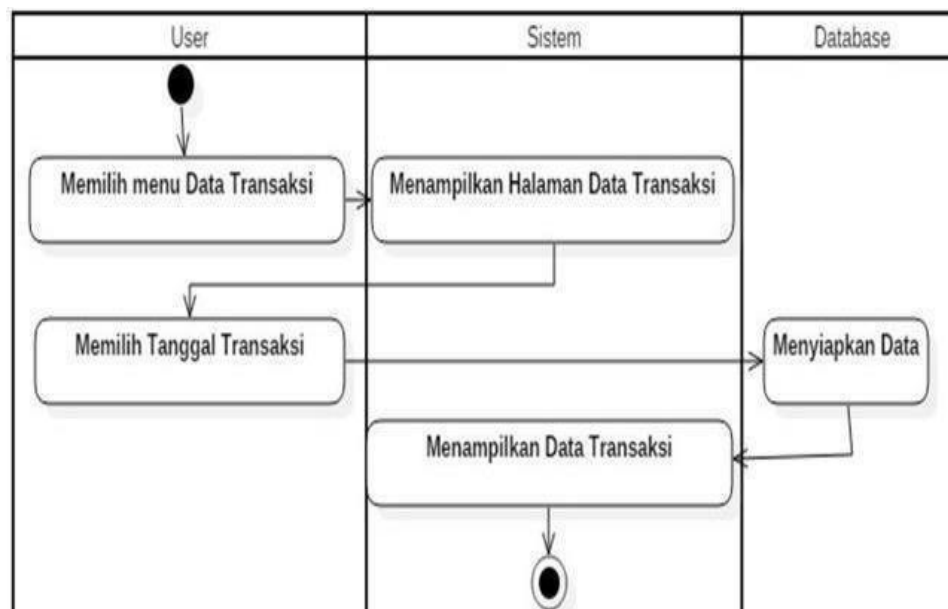 User
Sistem
Database
Memilih menu Data Transaksi
Menampilkan Halaman Data Transaksi
Memilih Tanggal Transaksi
Menyiapkan Data
Menampilkan Data Transaksi